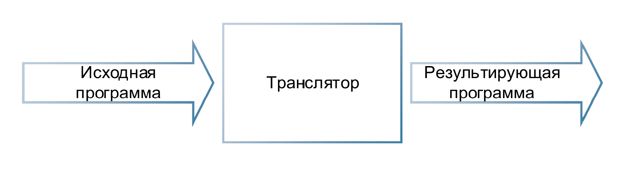 Исходная
программа
Транслятор
Результирующая
программа